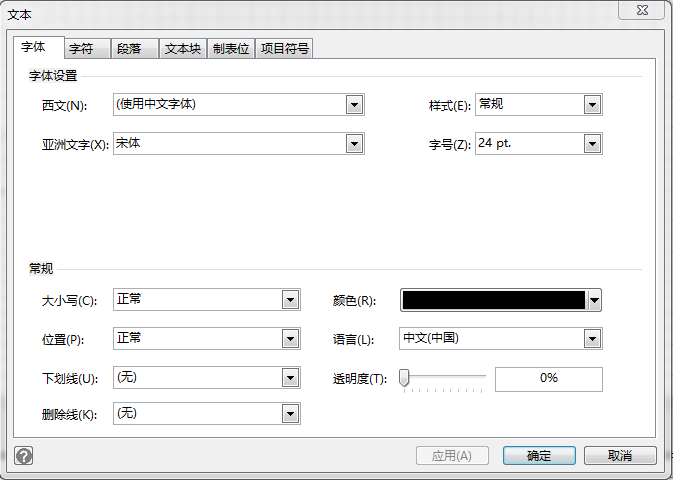 文本
字体 字符 段落 文本块 制表位 项目符号
字体设置
西文(N): (使用中文字体) 样式(E): 常规
亚洲文字(X): 宋体 字号(Z): 24 pt.
常规
大小写(C): 正常 颜色(R):
位置(P): 正常 语言(L): 中文(中国)
下划线(U): (无) 透明度(T): 0%
删除线(K): (无)
? 应用(A) 确定 取消